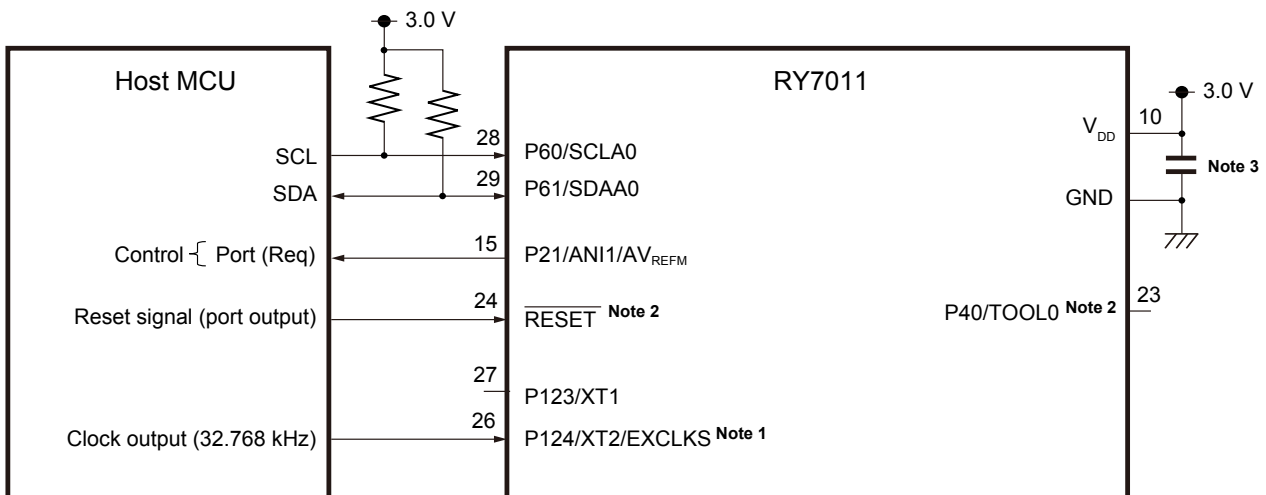 3.0 V
Host MCU
RY7011
3.0 V
10
V_DD
Note 3
28
SCL
P60/SCLA0
29
SDA
P61/SDAA0
GND
15
Control { Port (Req)
P21/ANI1/AV_REFM
24
Reset signal (port output)
RESET Note 2
23
P40/TOOL0 Note 2
27
P123/XT1
26
Clock output (32.768 kHz)
P124/XT2/EXCLKS Note 1